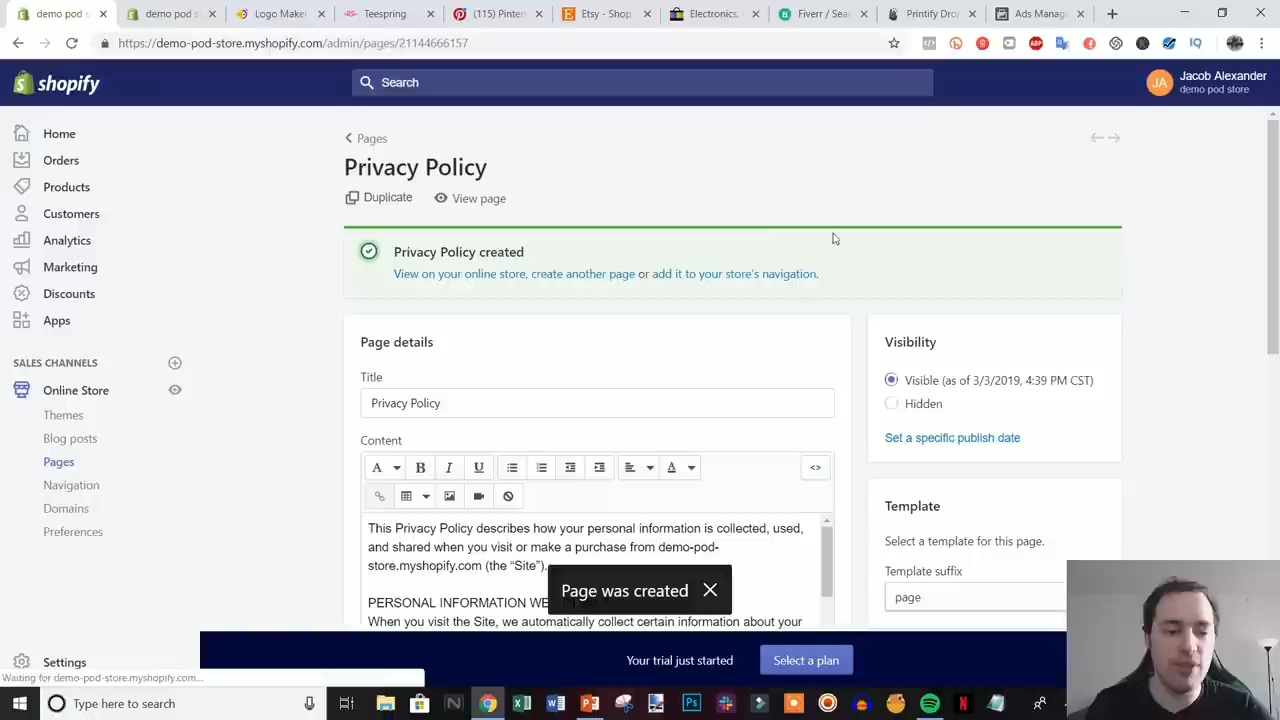 demo pod st
demo pod st
Logo Make
Teespring
(115) Pinter
Etsy - Shop
Electronics,
Fiverr / Sea
Printify Dro
Ads Manag
https://demo-pod-store.myshopify.com/admin/pages/21144666157
ABP
IQ
shopify
Search
JA
Jacob Alexander
demo pod store
Home
Orders
Products
Customers
Analytics
Marketing
Discounts
Apps
SALES CHANNELS
Online Store
Themes
Blog posts
Pages
Navigation
Domains
Preferences
Settings
Pages
Privacy Policy
Duplicate
View page
Privacy Policy created
View on your online store, create another page or add it to your store's navigation.
Page details
Title
Privacy Policy
Content
A B I U A <>
This Privacy Policy describes how your personal information is collected, used,
and shared when you visit or make a purchase from demo-pod-
store.myshopify.com (the “Site”).
PERSONAL INFORMATION WE
When you visit the Site, we automatically collect certain information about your
Visibility
Visible (as of 3/3/2019, 4:39 PM CST)
Hidden
Set a specific publish date
Template
Select a template for this page.
Template suffix
page
Page was created
Your trial just started
Select a plan
Waiting for demo-pod-store.myshopify.com...
Type here to search